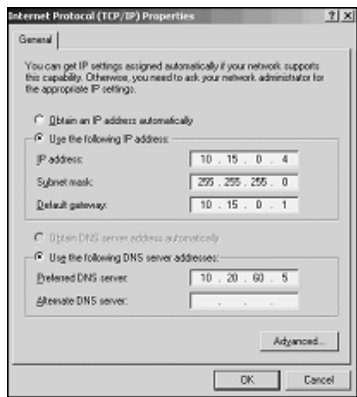 Internet Protocol (TCP/IP) Properties
General
You can get IP settings assigned automatically if your network supports
this capability. Otherwise, you need to ask your network administrator for
the appropriate IP settings.
Obtain an IP address automatically
Use the following IP address:
IP address: 10 . 15 . 0 . 4
Subnet mask: 255 . 255 . 255 . 0
Default gateway: 10 . 15 . 0 . 1
Obtain DNS server address automatically
Use the following DNS server addresses:
Preferred DNS server: 10 . 20 . 60 . 5
Alternate DNS server: . . .
Advanced...
OK Cancel